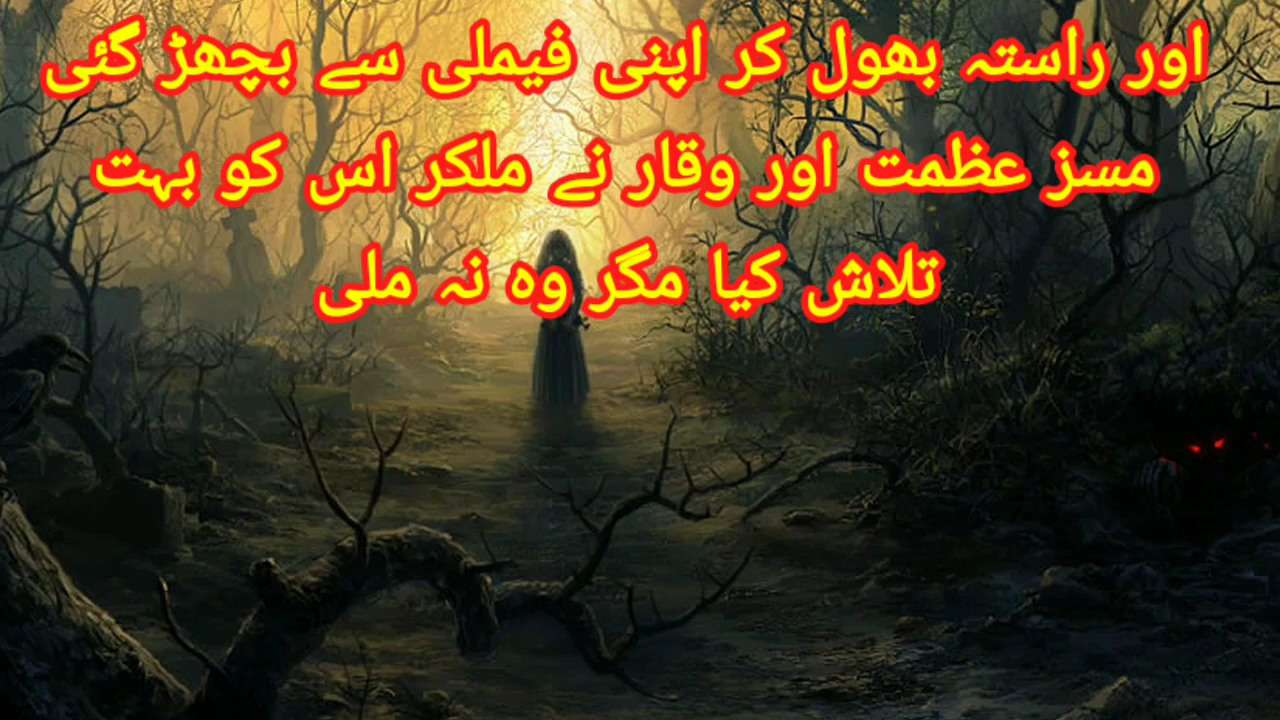 اور راستہ بھول کر اپنی فیملی سے بچھڑ گئی
مسز عظمت اور وقار نے ملکر اس کو بہت
تلاش کیا مگر وہ نہ ملی